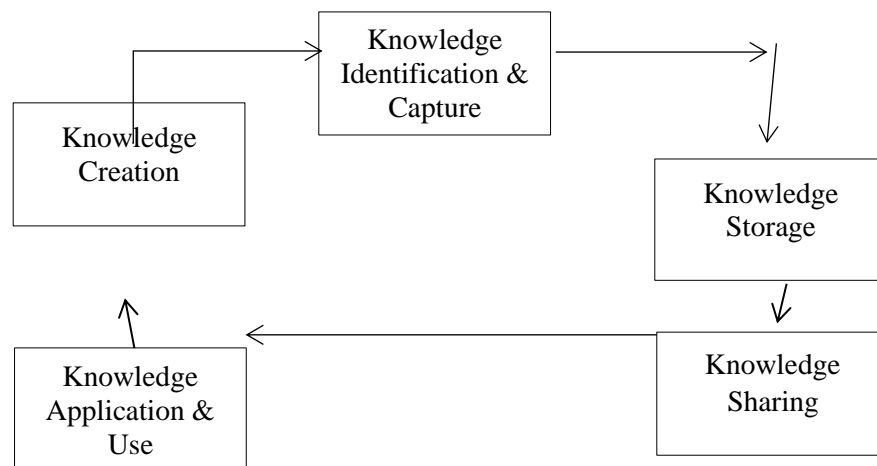 Knowledge
Identification &
Capture
Knowledge
Creation
Knowledge
Storage
Knowledge
Sharing
Knowledge
Application &
Use